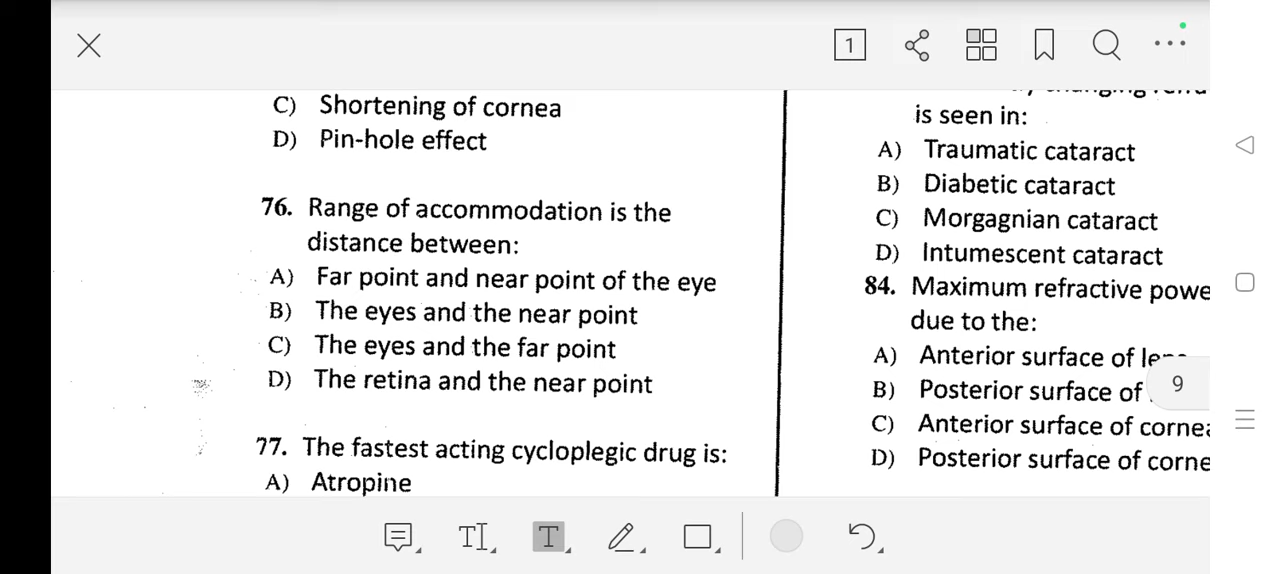 1
C) Shortening of cornea
D) Pin-hole effect
76. Range of accommodation is the
distance between:
A) Far point and near point of the eye
B) The eyes and the near point
C) The eyes and the far point
D) The retina and the near point
77. The fastest acting cycloplegic drug is:
A) Atropine
changing
is seen in:
A) Traumatic cataract
B) Diabetic cataract
C) Morgagnian cataract
D) Intumescent cataract
84. Maximum refractive powe
due to the:
A) Anterior surface of
B) Posterior surface of
C) Anterior surface of cornea
D) Posterior surface of corne
9
T
T